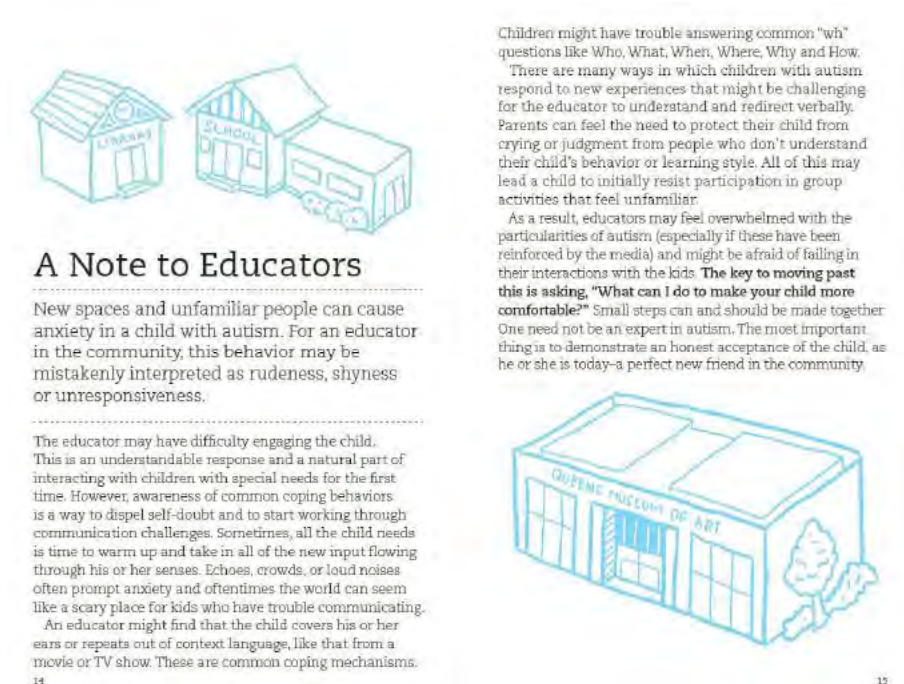 LIBRARY
SCHOOL
A Note to Educators
New spaces and unfamiliar people can cause
anxiety in a child with autism. For an educator
in the community, this behavior may be
mistakenly interpreted as rudeness, shyness
or unresponsiveness.
The educator may have difficulty engaging the child.
This is an understandable response and a natural part of
interacting with children with special needs for the first
time. However, awareness of common coping behaviors
is a way to dispel self-doubt and to start working through
communication challenges. Sometimes, all the child needs
is time to warm up and take in all of the new input flowing
through his or her senses. Echoes, crowds, or loud noises
often prompt anxiety and oftentimes the world can seem
like a scary place for kids who have trouble communicating.
An educator might find that the child covers his or her
ears or repeats out of context language, like that from a
movie or TV show. These are common coping mechanisms.
14
Children might have trouble answering common "wh"
questions like Who, What, When, Where, Why and How.
There are many ways in which children with autism
respond to new experiences that might be challenging
for the educator to understand and redirect verbally.
Parents can feel the need to protect their child from
crying or judgment from people who don't understand
their child's behavior or learning style. All of this may
lead a child to initially resist participation in group
activities that feel unfamiliar.
As a result, educators may feel overwhelmed with the
particularities of autism (especially if these have been
reinforced by the media) and might be afraid of failing in
their interactions with the kids. The key to moving past
this is asking, "What can I do to make your child more
comfortable?" Small steps can and should be made together.
One need not be an expert in autism. The most important
thing is to demonstrate an honest acceptance of the child, as
he or she is today–a perfect new friend in the community.
QUEENS MUSEUM OF ART
15